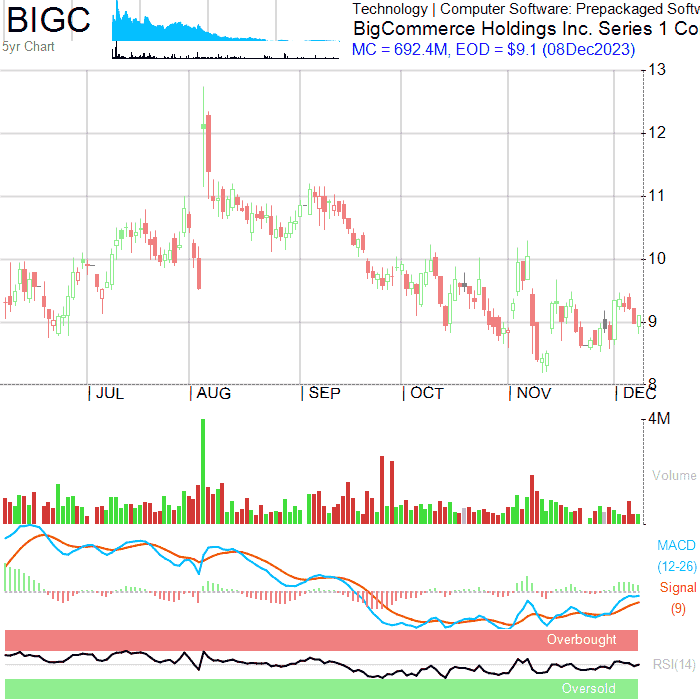 BIGC
5yr Chart
Technology | Computer Software: Prepackaged Softw
BigCommerce Holdings Inc. Series 1 Co
MC = 692.4M, EOD = $9.1 (08Dec2023)
13
12
11
10
9
8
| JUL | AUG | SEP | OCT | NOV | DEC
4M
Volume
MACD
(12-26)
Signal
(9)
Overbought
RSI(14)
Oversold